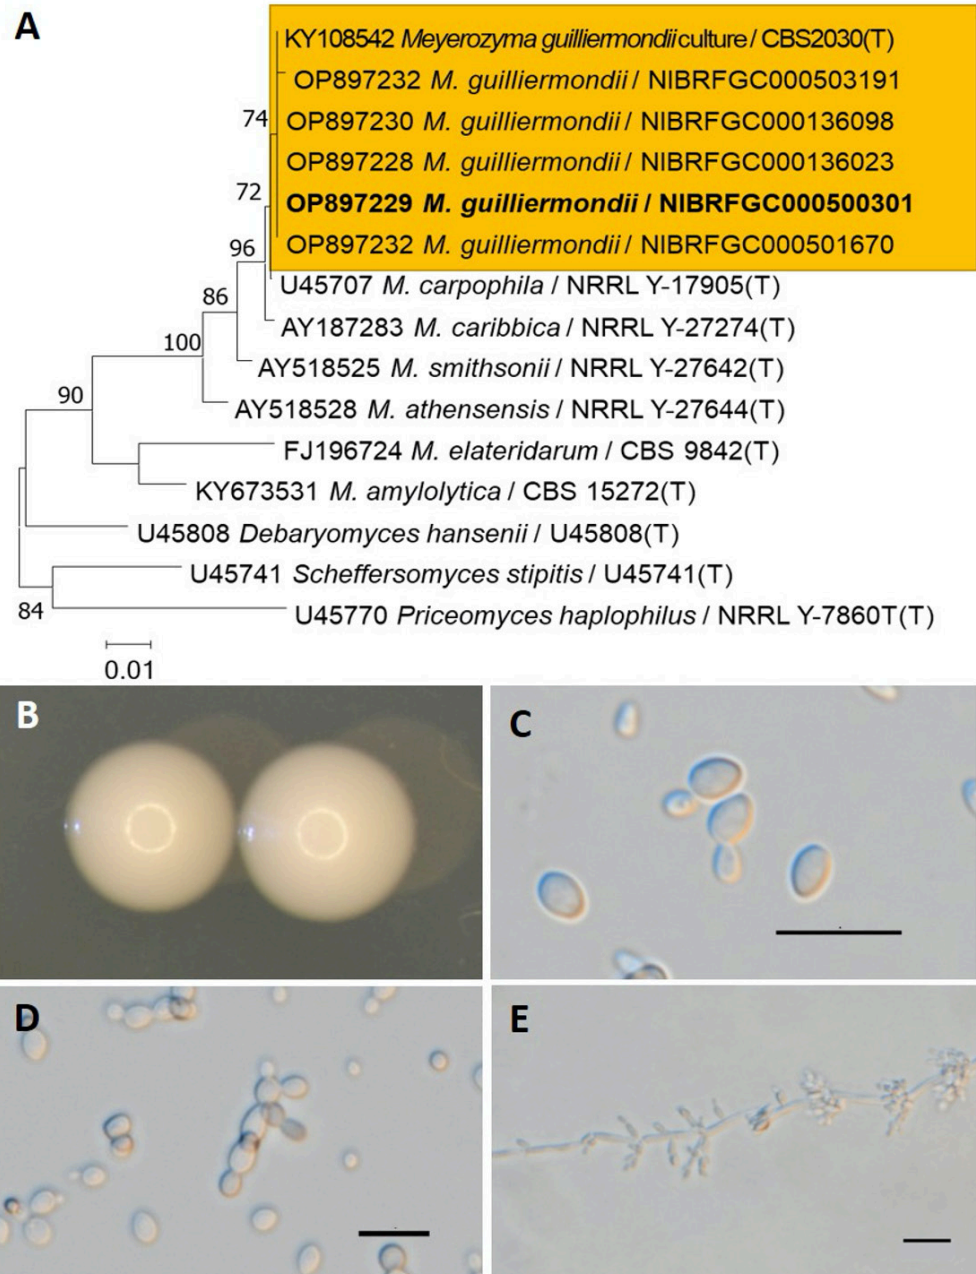 A
KY108542 Meyerozyma guilliermondii culture / CBS2030(T)
OP897232 M. guilliermondii / NIBRFGC000503191
74
OP897230 M. guilliermondii / NIBRFGC000136098
OP897228 M. guilliermondii / NIBRFGC000136023
72
OP897229 M. guilliermondii / NIBRFGC000500301
96
OP897232 M. guilliermondii / NIBRFGC000501670
U45707 M. carpophila / NRRL Y-17905(T)
86
AY187283 M. caribbica / NRRL Y-27274(T)
100
AY518525 M. smithsonii / NRRL Y-27642(T)
90
AY518528 M. athensensis / NRRL Y-27644(T)
FJ196724 M. elateridarum / CBS 9842(T)
KY673531 M. amylolytica / CBS 15272(T)
U45808 Debaryomyces hansenii / U45808(T)
U45741 Scheffersomyces stipitis / U45741(T)
84
U45770 Priceomyces haplophilus / NRRL Y-7860T(T)
0.01
B
C
D
E